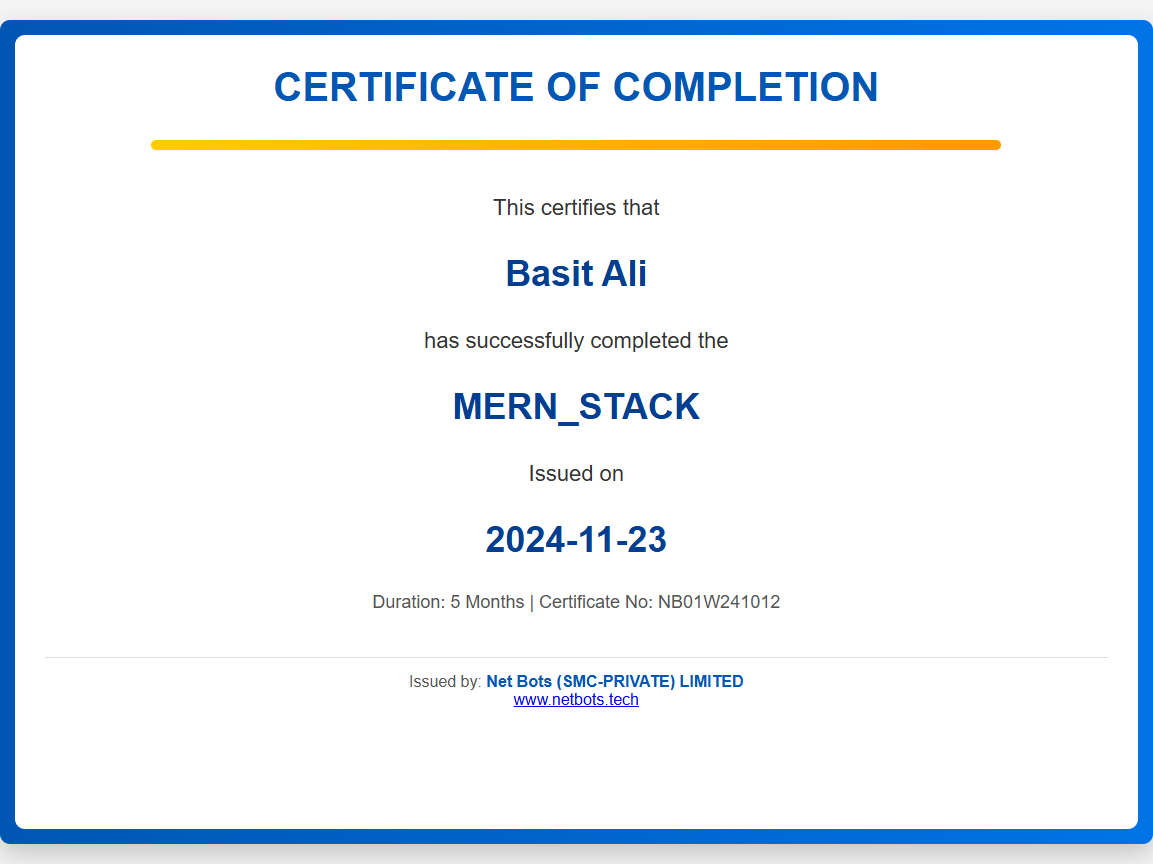 CERTIFICATE OF COMPLETION
This certifies that
Basit Ali
has successfully completed the
MERN_STACK
Issued on
2024-11-23
Duration: 5 Months | Certificate No: NB01W241012
Issued by: Net Bots (SMC-PRIVATE) LIMITED
www.netbots.tech